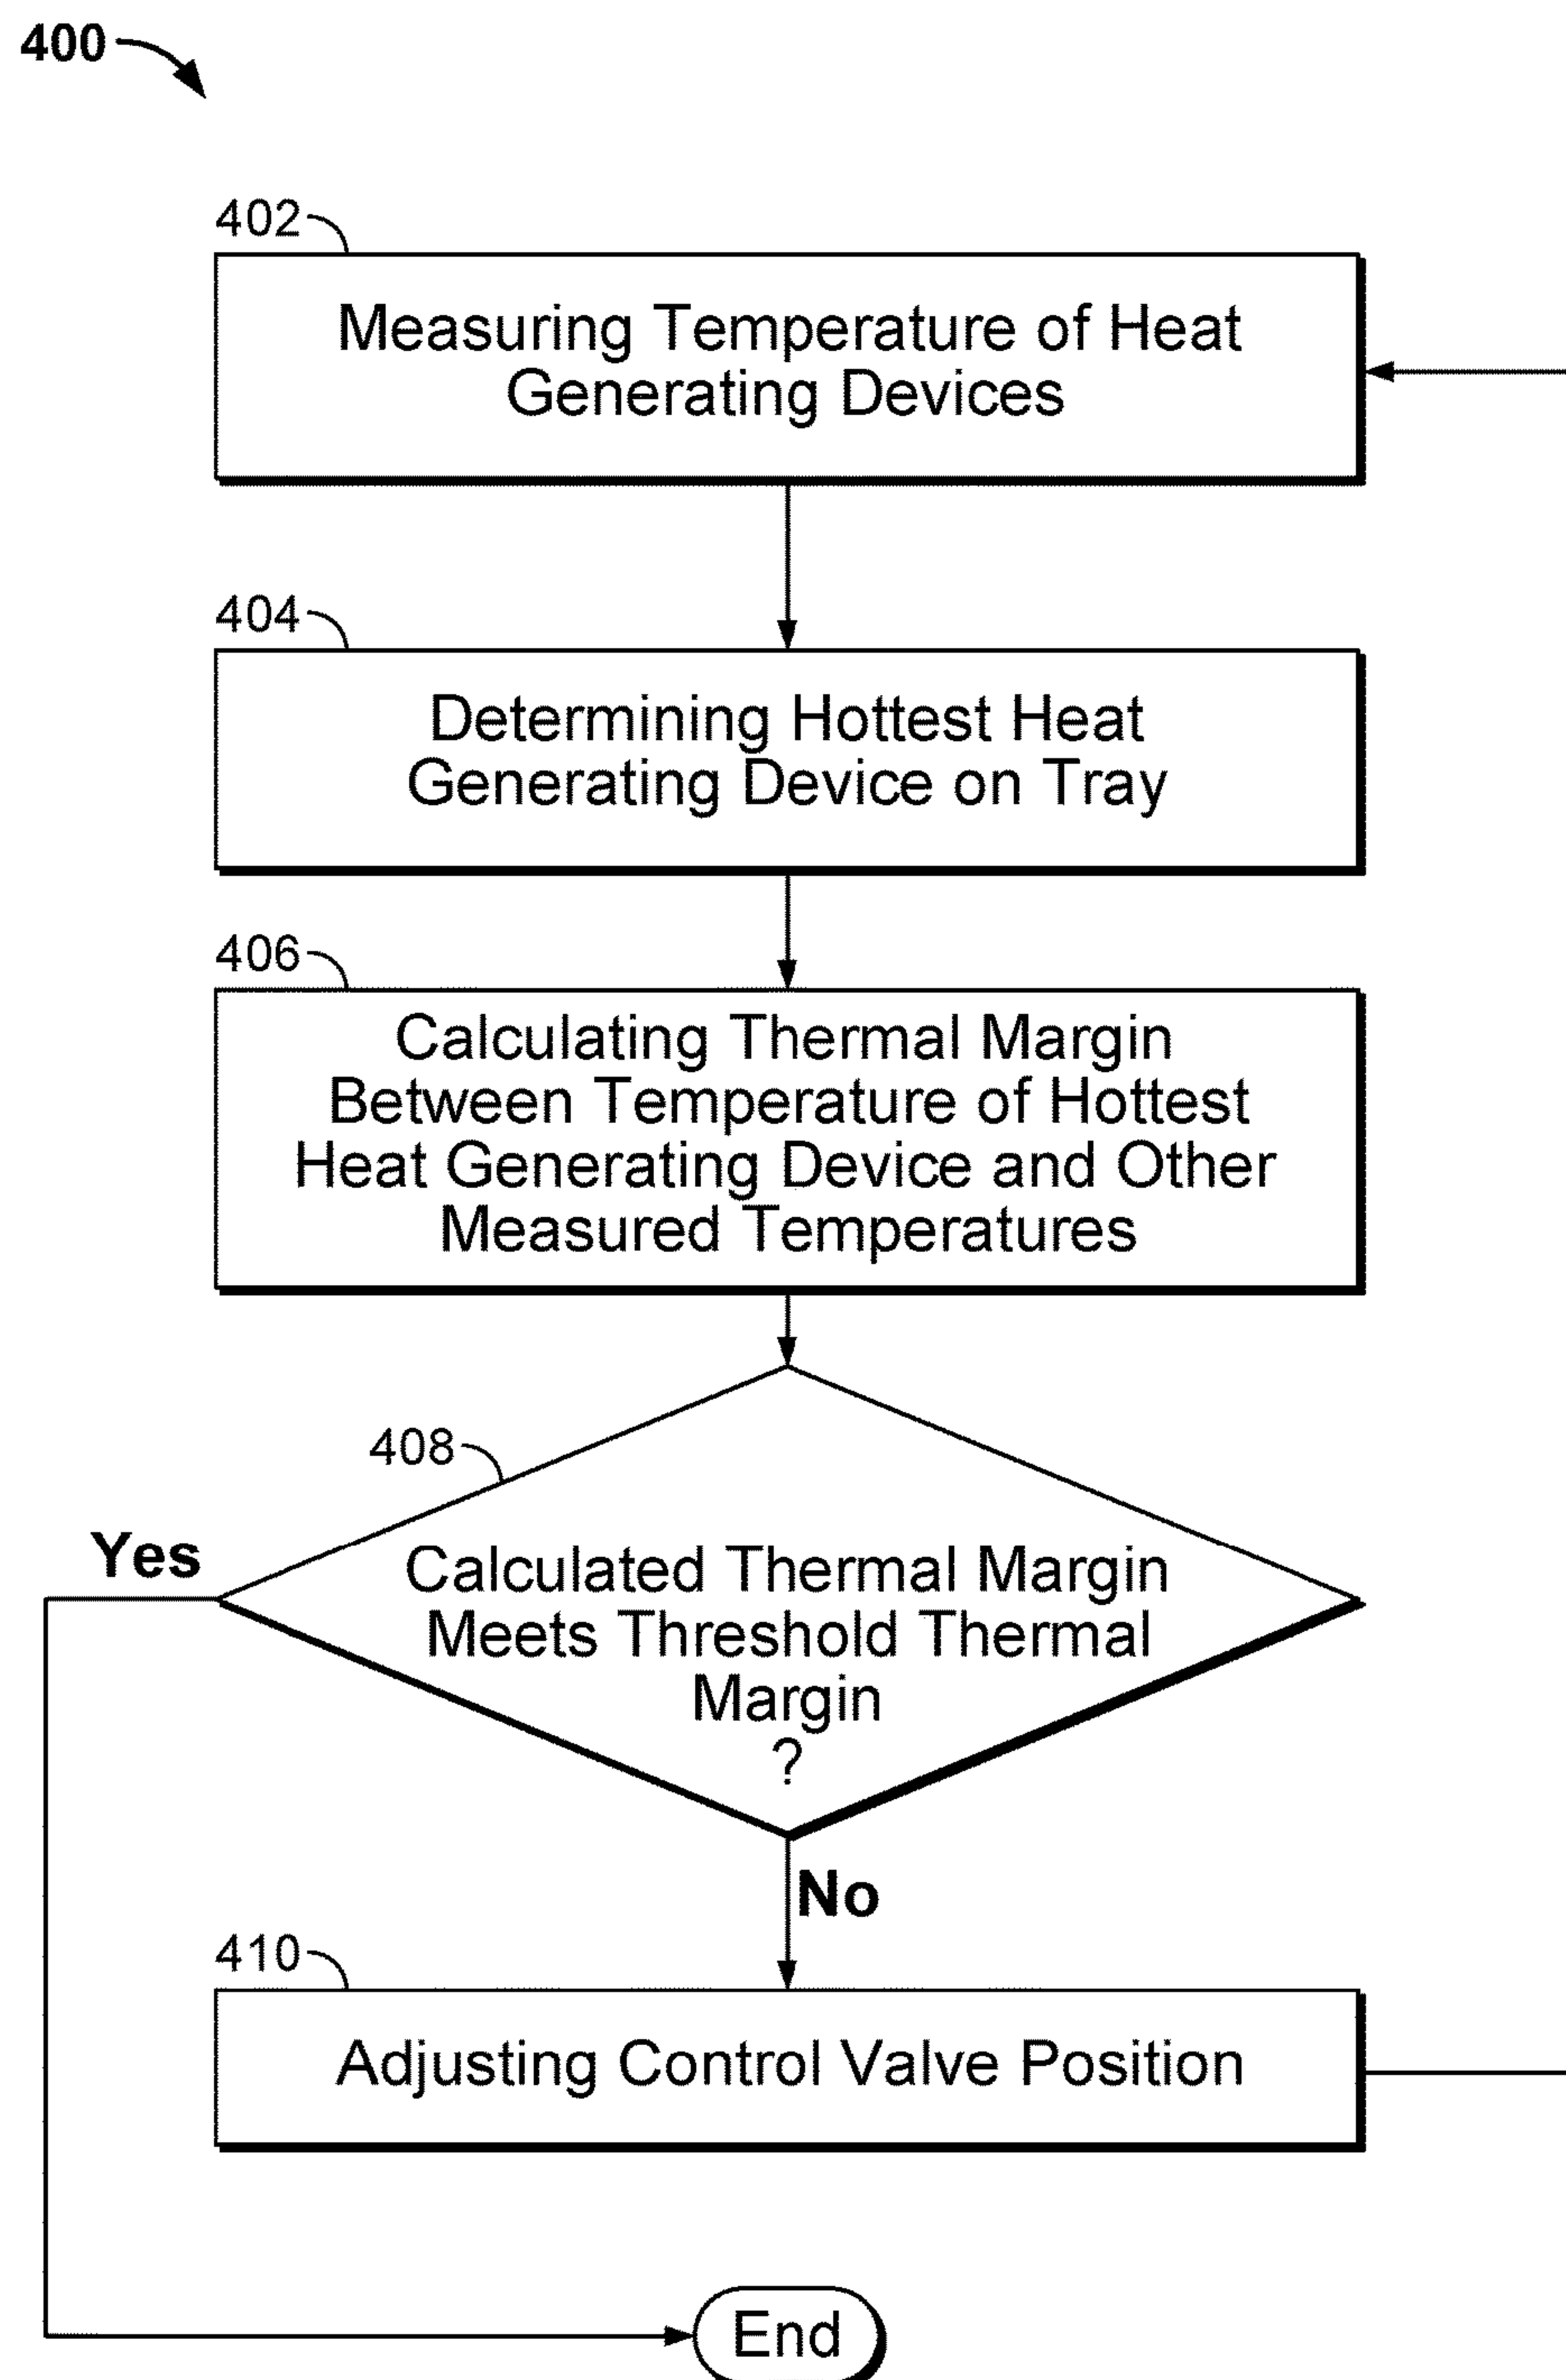 400
402
Measuring Temperature of Heat
Generating Devices
404
Determining Hottest Heat
Generating Device on Tray
406
Calculating Thermal Margin
Between Temperature of Hottest
Heat Generating Device and Other
Measured Temperatures
408
Yes
Calculated Thermal Margin
Meets Threshold Thermal
Margin
?
No
410
Adjusting Control Valve Position
End